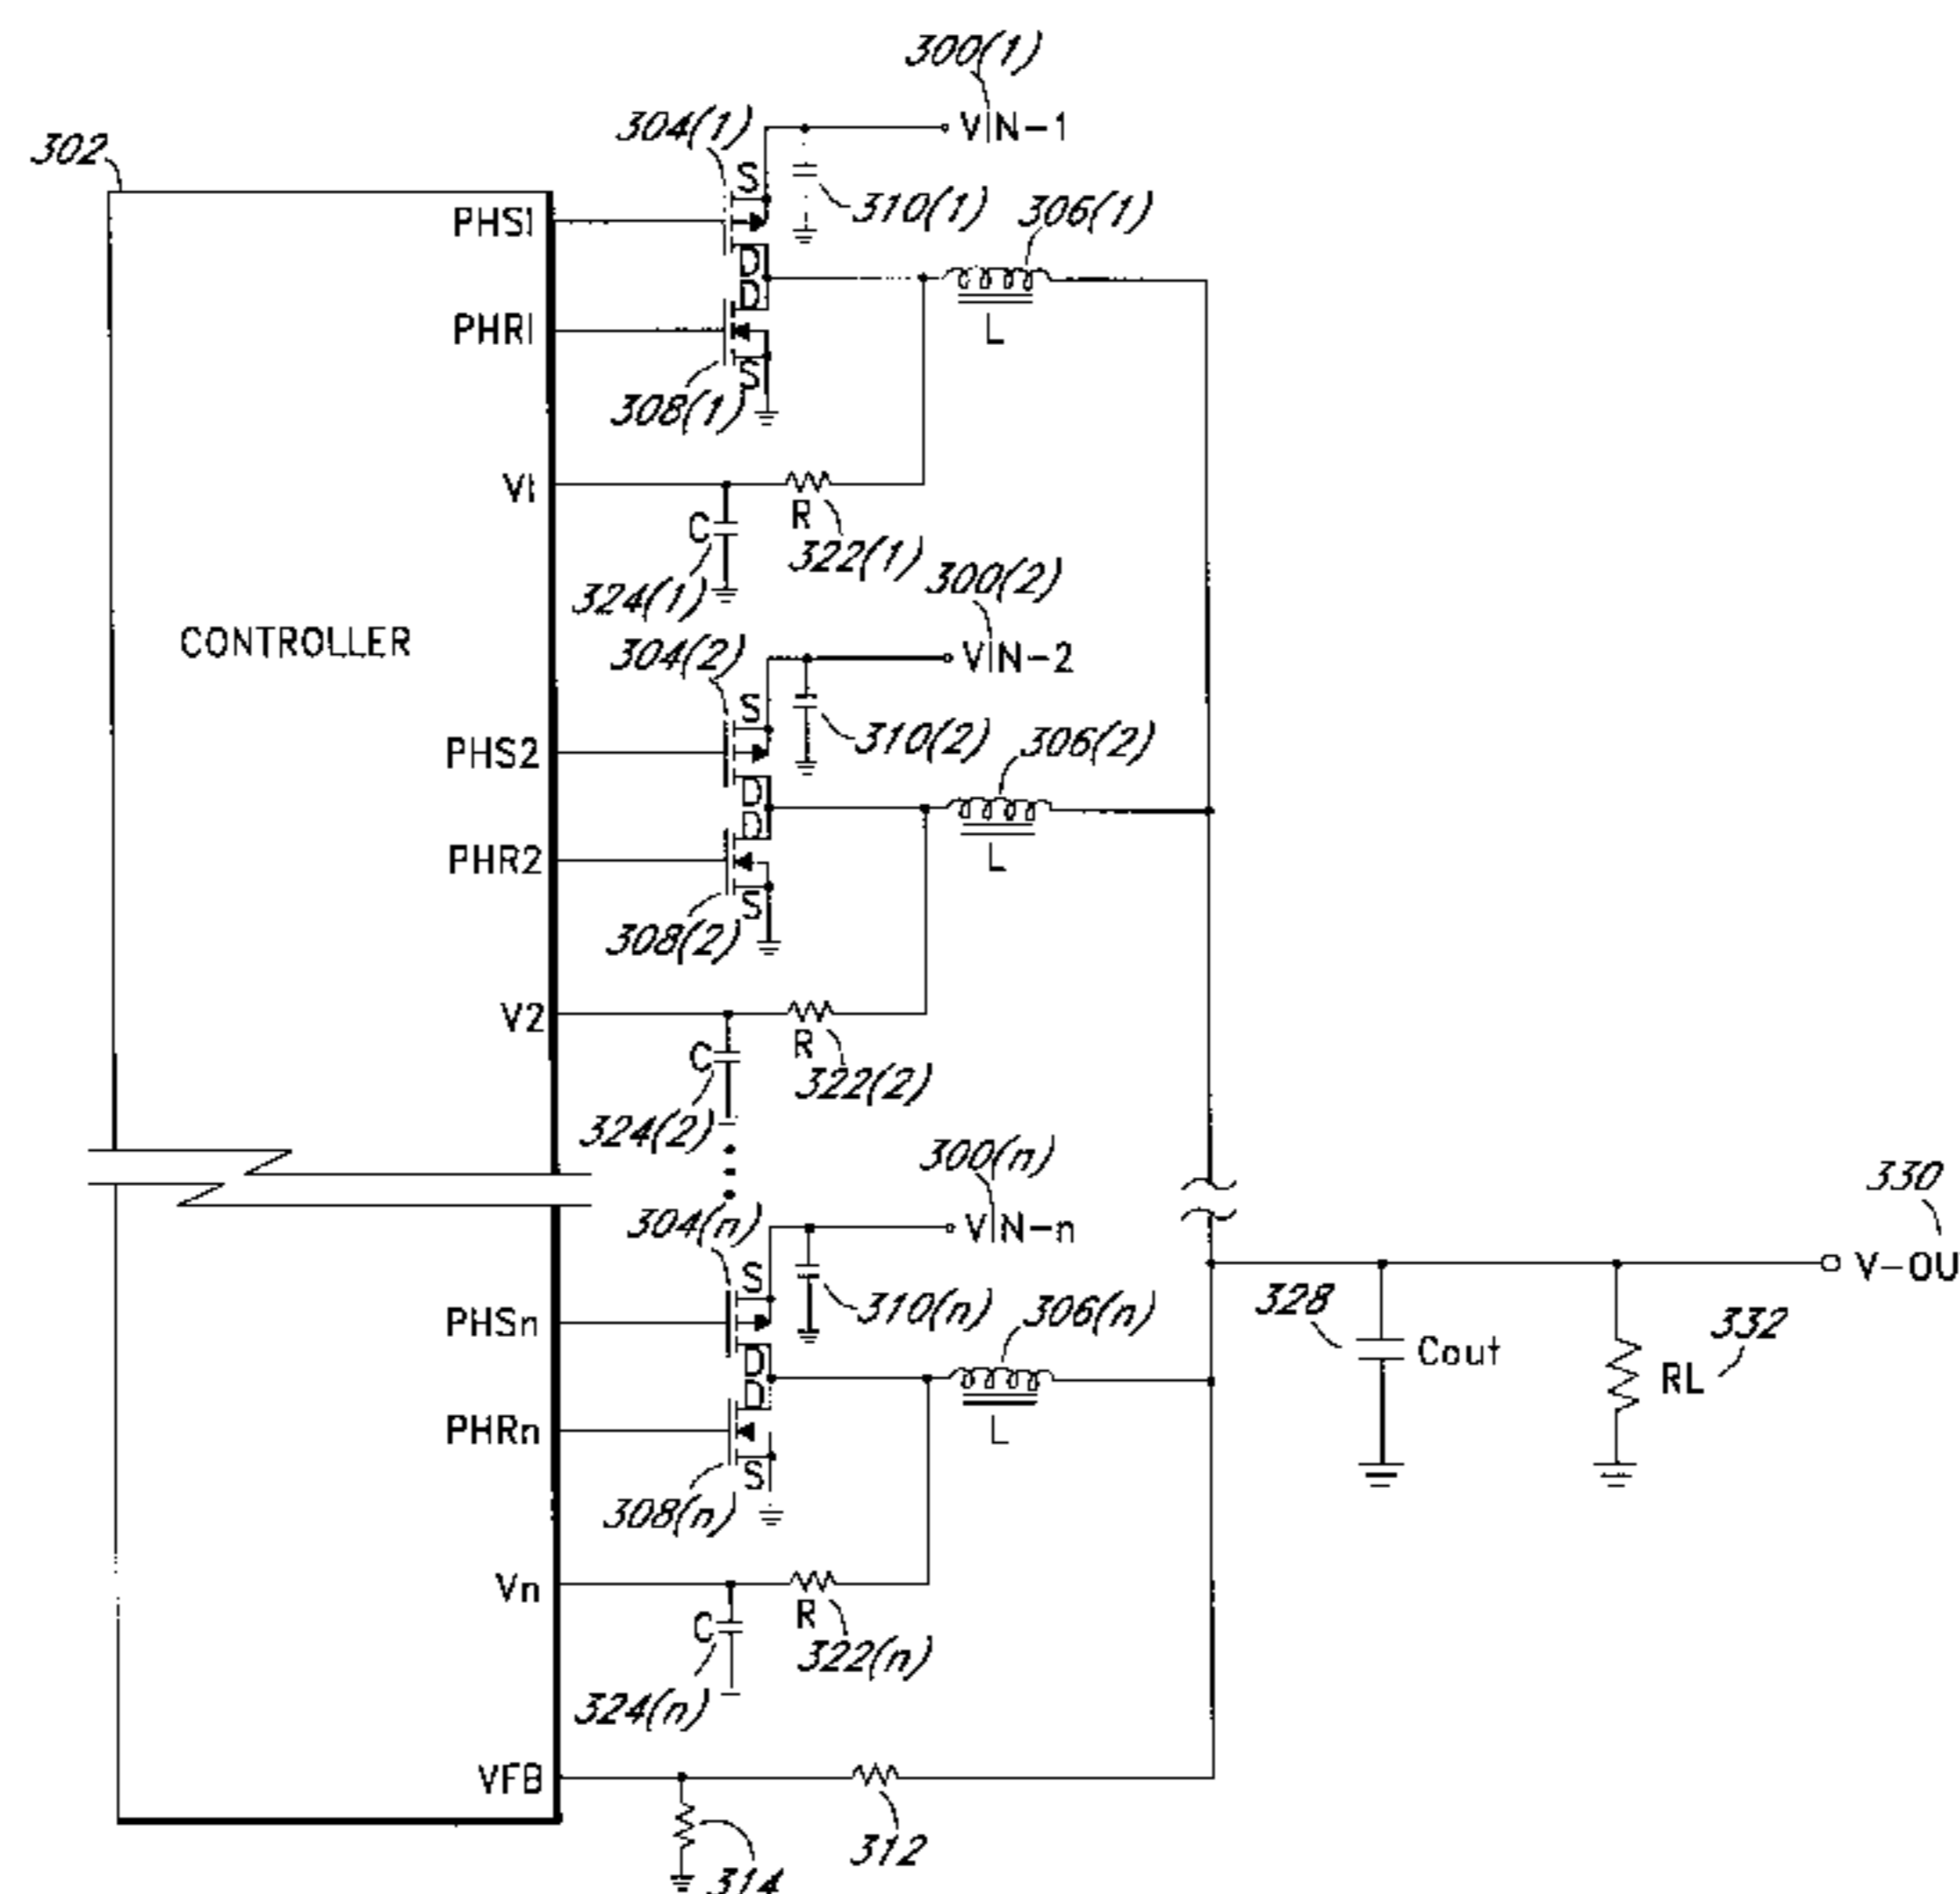 300(1)
304(1)
VIN-1
302
S
PHS1
310(1)
306(1)
D
D
PHR1
L
S
308(1)
V1
C
R
322(1)
324(1)
300(2)
CONTROLLER
304(2)
VIN-2
S
PHS2
310(2)
306(2)
D
D
PHR2
L
S
308(2)
V2
C
R
322(2)
324(2)
300(n)
330
304(n)
VIN-n
V-OU
S
PHSn
310(n)
306(n)
328
Cout
332
RL
D
D
PHRn
L
S
308(n)
Vn
C
R
322(n)
324(n)
VFB
312
314